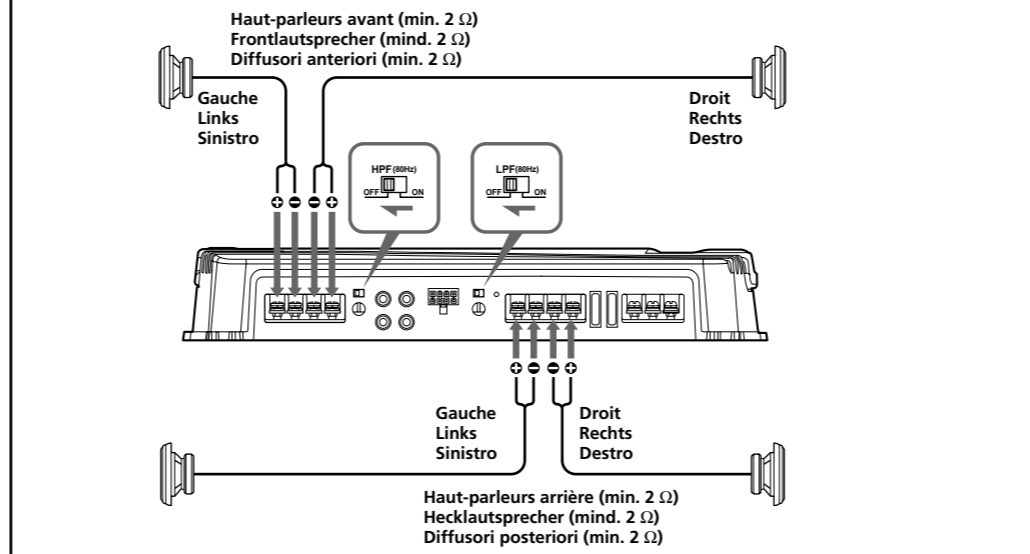 Haut-parleurs avant (min. 2 Ω)
Frontlautsprecher (mind. 2 Ω)
Diffusori anteriori (min. 2 Ω)
Gauche
Links
Sinistro
Droit
Rechts
Destro
HPF(80Hz)
OFF ON
LPF(80Hz)
OFF ON
+ − − +
+ − − +
Gauche
Links
Sinistro
Droit
Rechts
Destro
Haut-parleurs arrière (min. 2 Ω)
Hecklautsprecher (mind. 2 Ω)
Diffusori posteriori (min. 2 Ω)